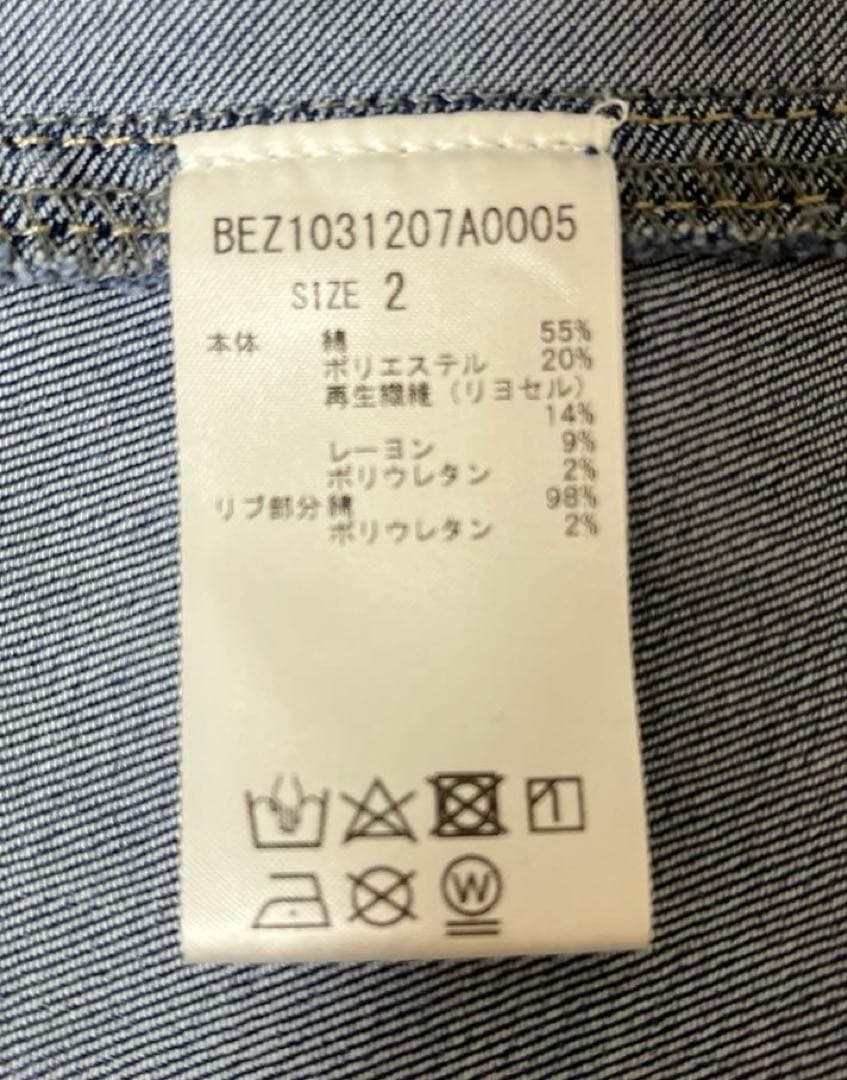 BEZ1031207A0005
SIZE 2
本体 綿 55%
ポリエステル 20%
再生繊維（リヨセル）
14%
レーヨン 9%
ポリウレタン 2%
リブ部分 綿 98%
ポリウレタン 2%
W